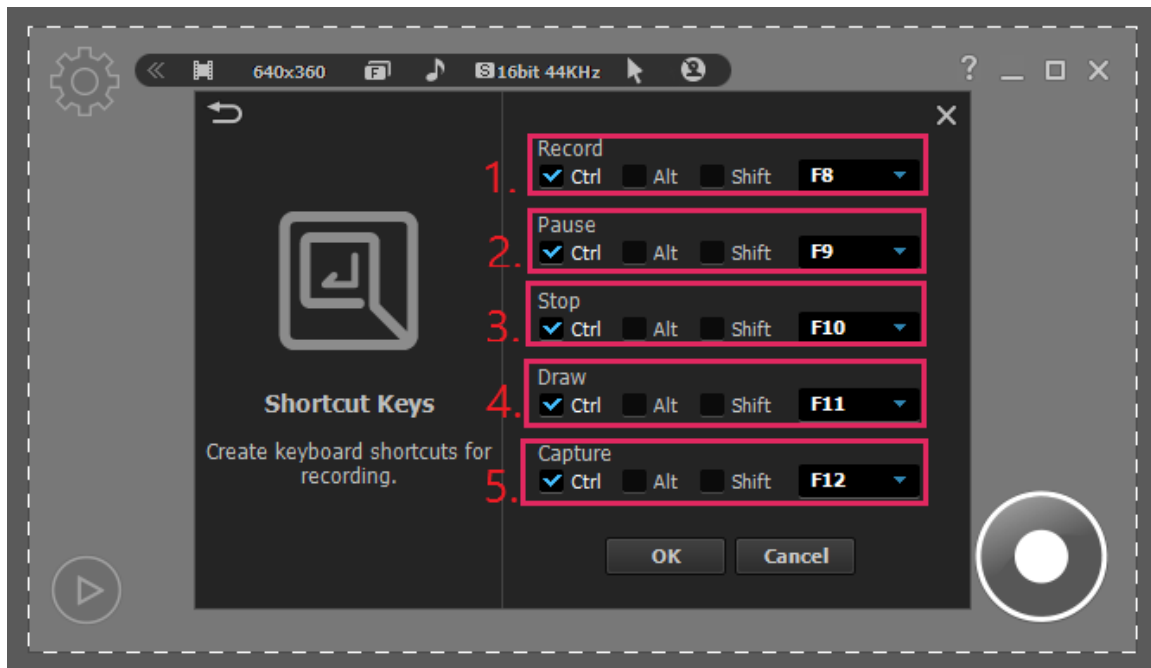 640x360 F S 16bit 44KHz ?
Record
1. Ctrl Alt Shift F8
Pause
2. Ctrl Alt Shift F9
Stop
3. Ctrl Alt Shift F10
Draw
4. Ctrl Alt Shift F11
Capture
5. Ctrl Alt Shift F12
Shortcut Keys
Create keyboard shortcuts for
recording.
OK Cancel